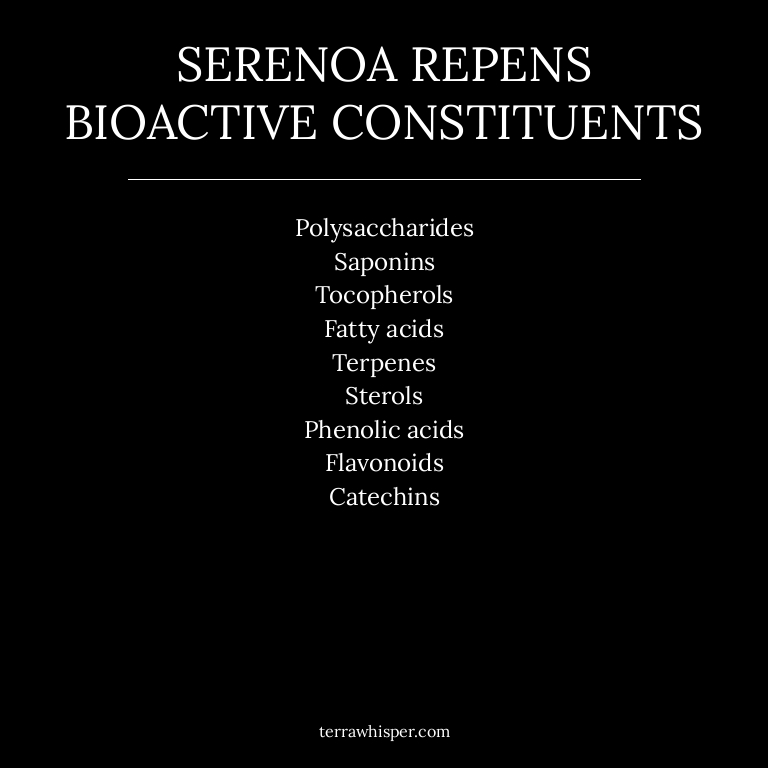 SERENOA REPENS
BIOACTIVE CONSTITUENTS
Polysaccharides
Saponins
Tocopherols
Fatty acids
Terpenes
Sterols
Phenolic acids
Flavonoids
Catechins
terrawhisper.com